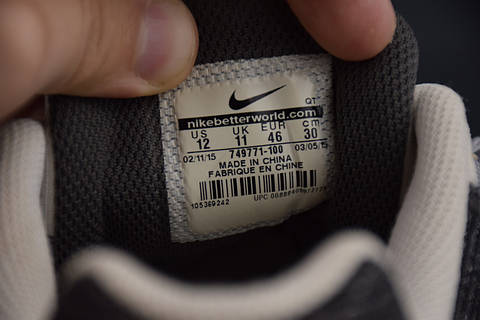 QT
nikebetterworld.com
US UK EUR cm
12 11 46 30
02/11/15 749771-100 03/05/15
MADE IN CHINA
FABRIQUE EN CHINE
105369242
UPC